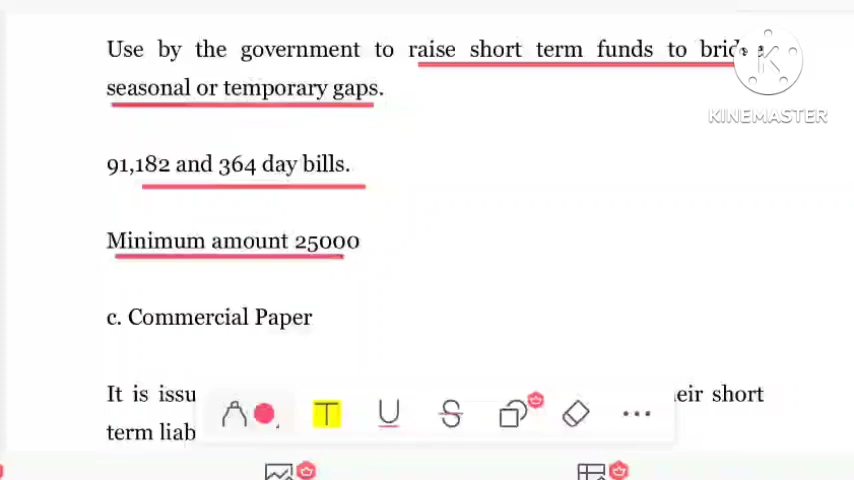 Use by the government to raise short term funds to bridge
KINEMASTER
seasonal or temporary gaps.
91,182 and 364 day bills.
Minimum amount 25000
c. Commercial Paper
It is issu eir short
term liab
T U S